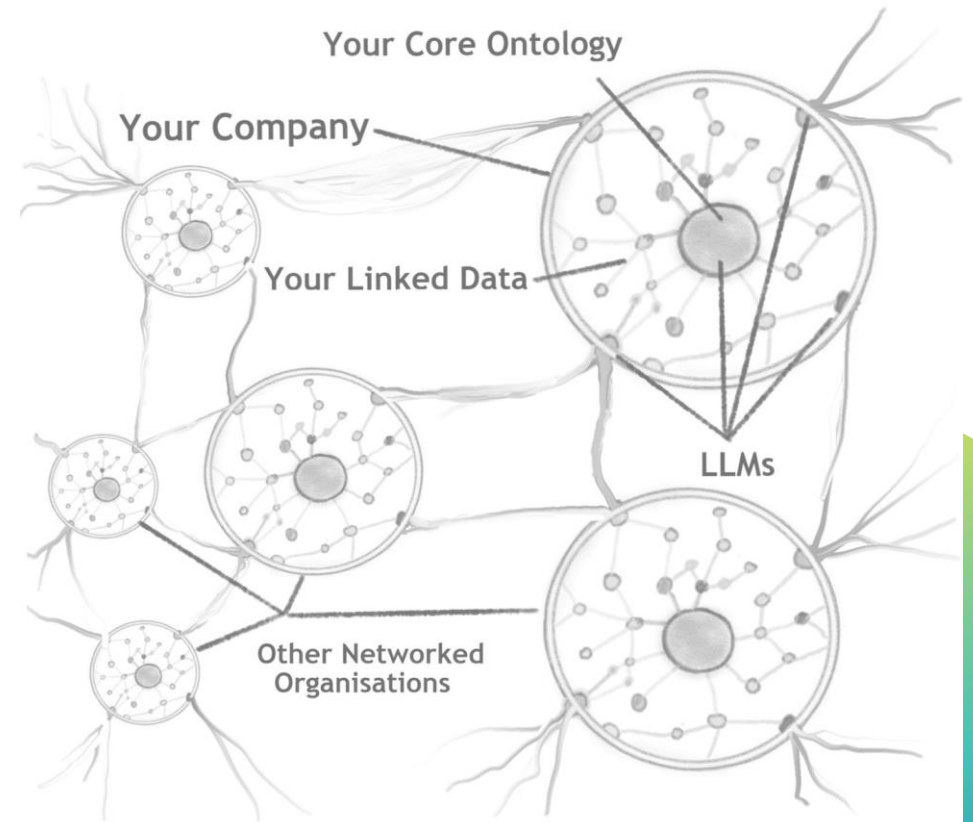 Your Core Ontology
Your Company
Your Linked Data
LLMs
Other Networked
Organisations